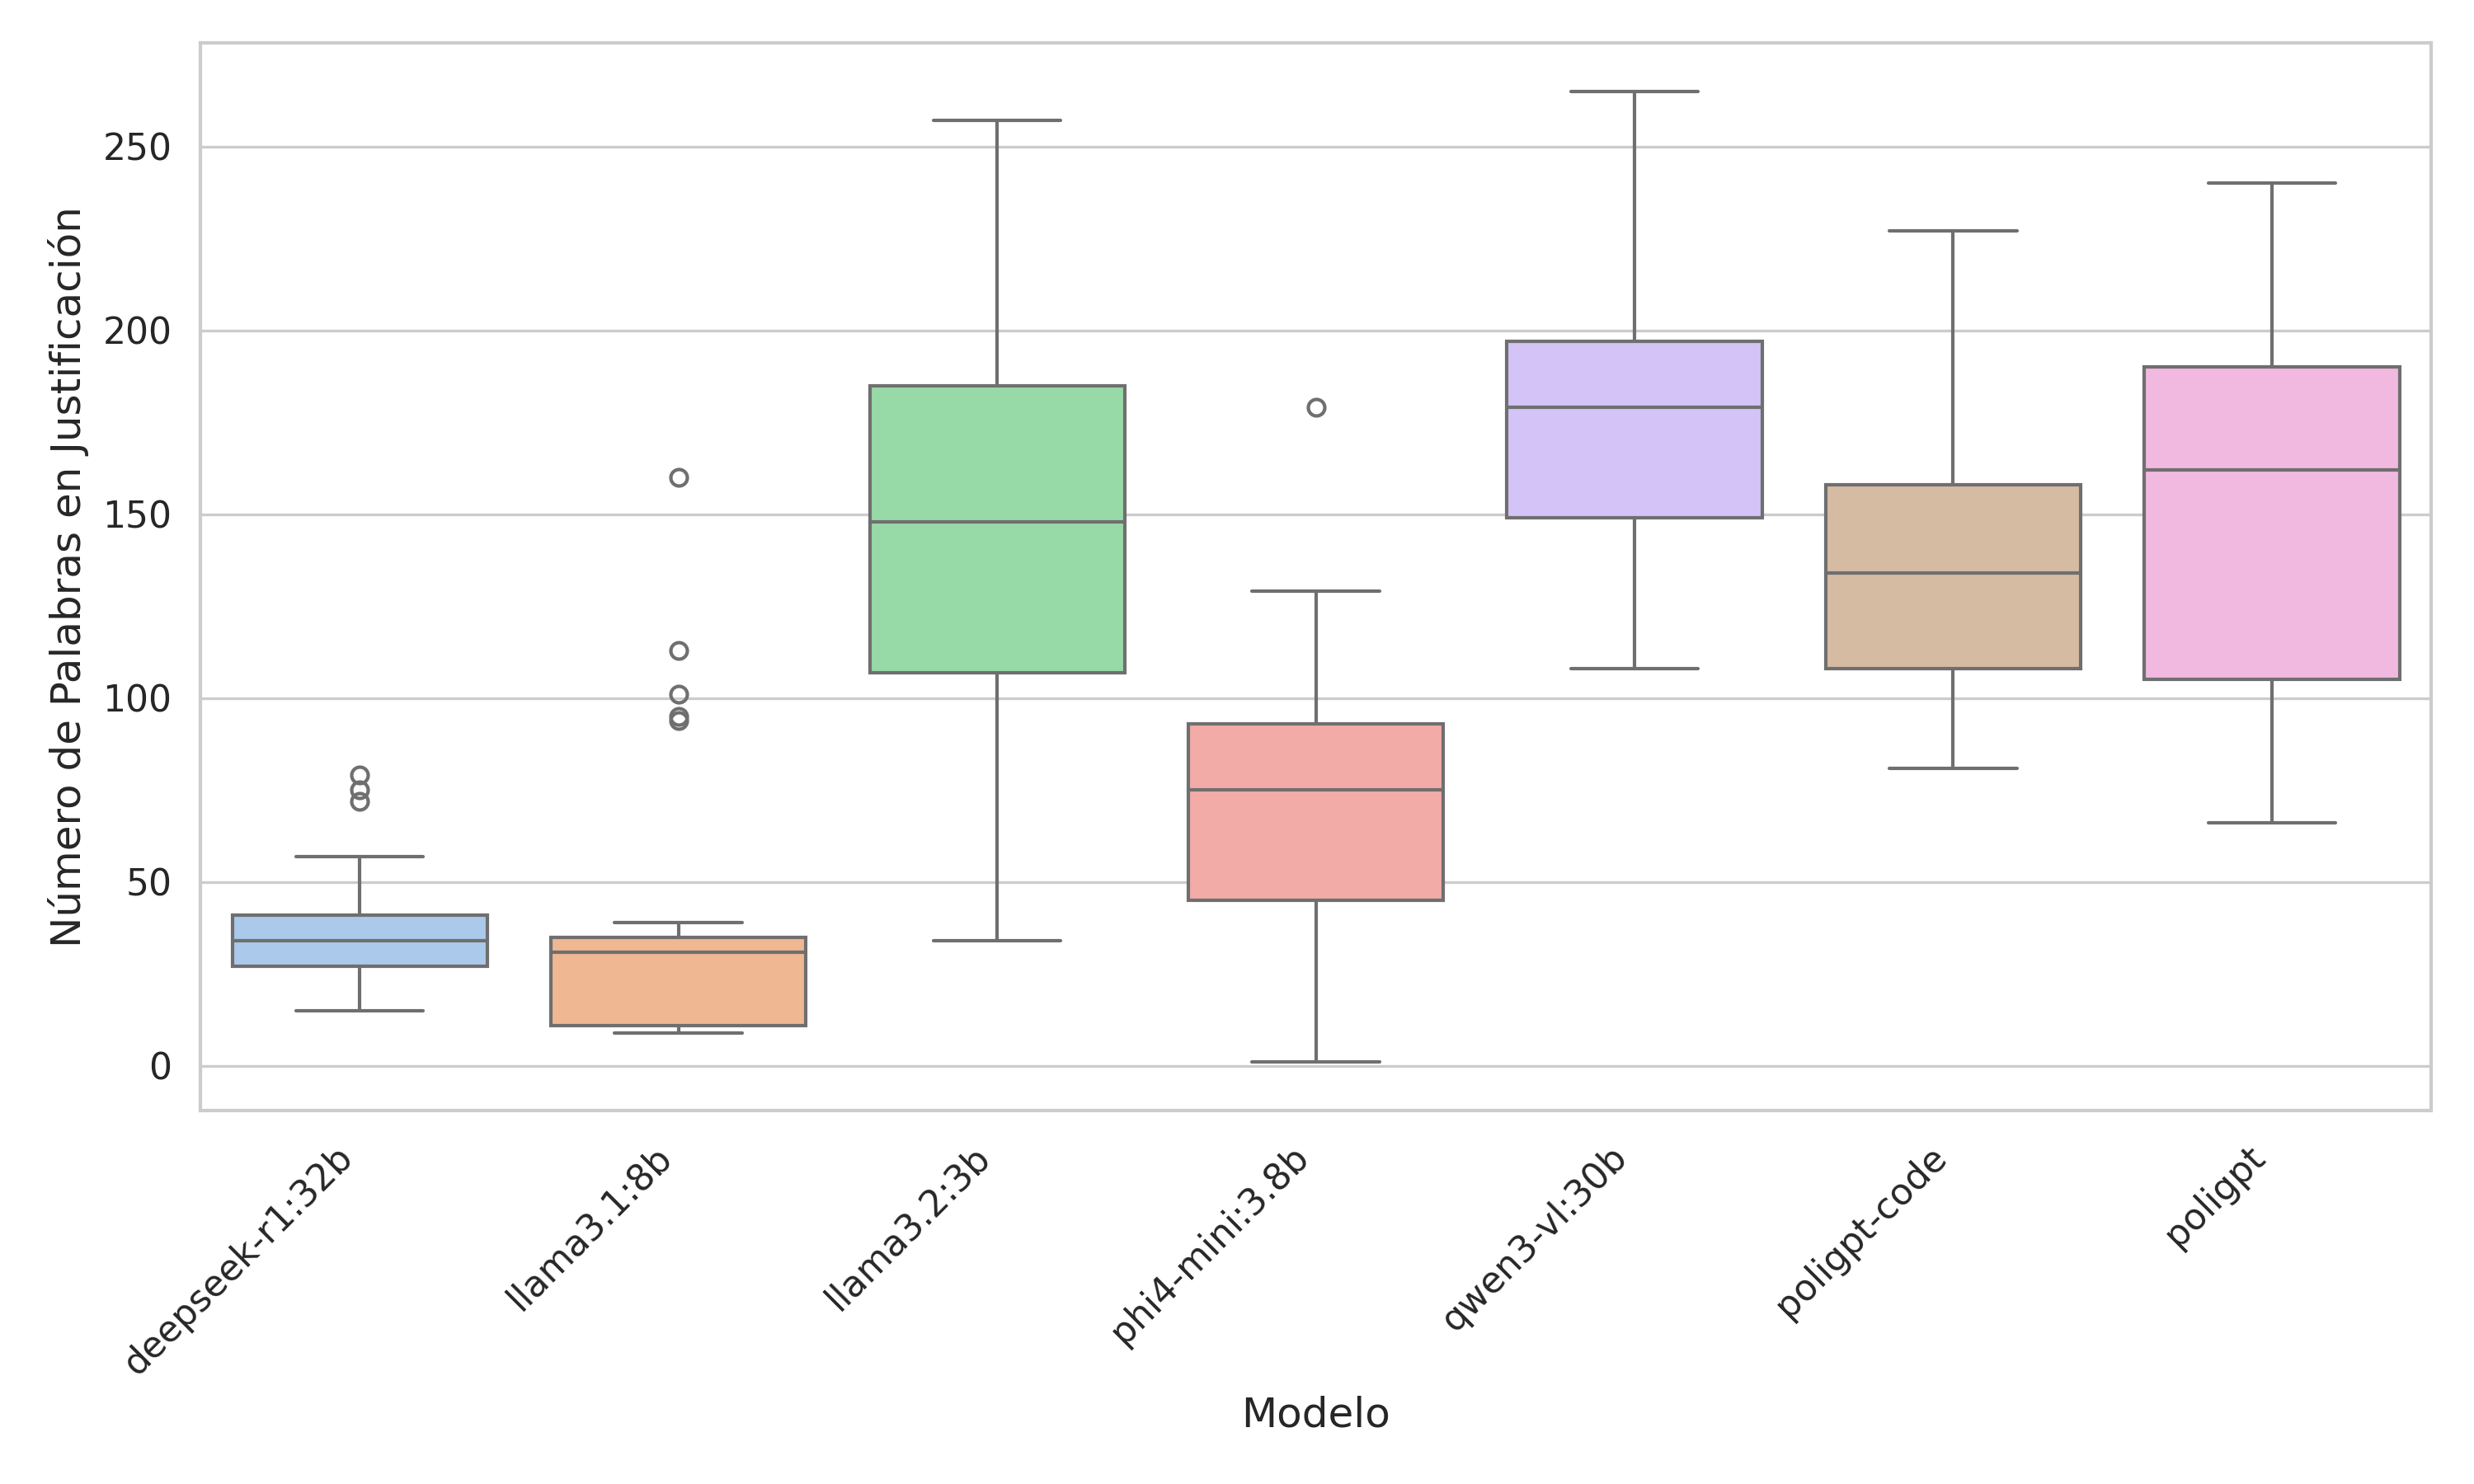 Número de Palabras en Justificación
250
200
150
100
50
0
deepseek-r1:32b
llama3.1:8b
llama3.2:3b
phi4-mini:3.8b
qwen3-vl:30b
poligpt-code
poligpt
Modelo